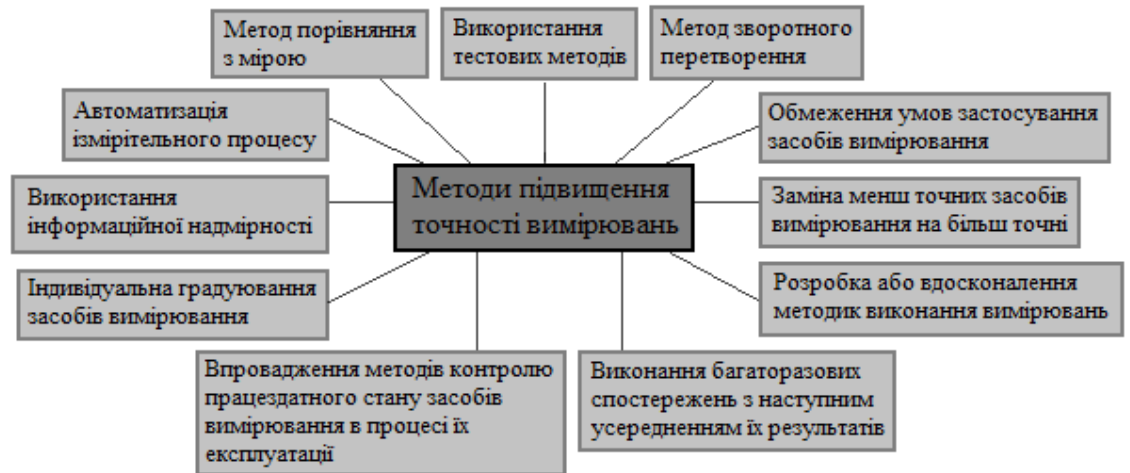 Метод порівняння
з мірою
Використання
тестових методів
Метод зворотного
перетворення
Автоматизація
ізмірітельного процесу
Обмеження умов застосування
засобів вимірювання
Методи підвищення
точності вимірювань
Використання
інформаційної надмірності
Заміна менш точних засобів
вимірювання на більш точні
Індивідуальна градуювання
засобів вимірювання
Розробка або вдосконалення
методик виконання вимірювань
Впровадження методів контролю
працездатного стану засобів
вимірювання в процесі їх
експлуатації
Виконання багаторазових
спостережень з наступним
усередненням їх результатів